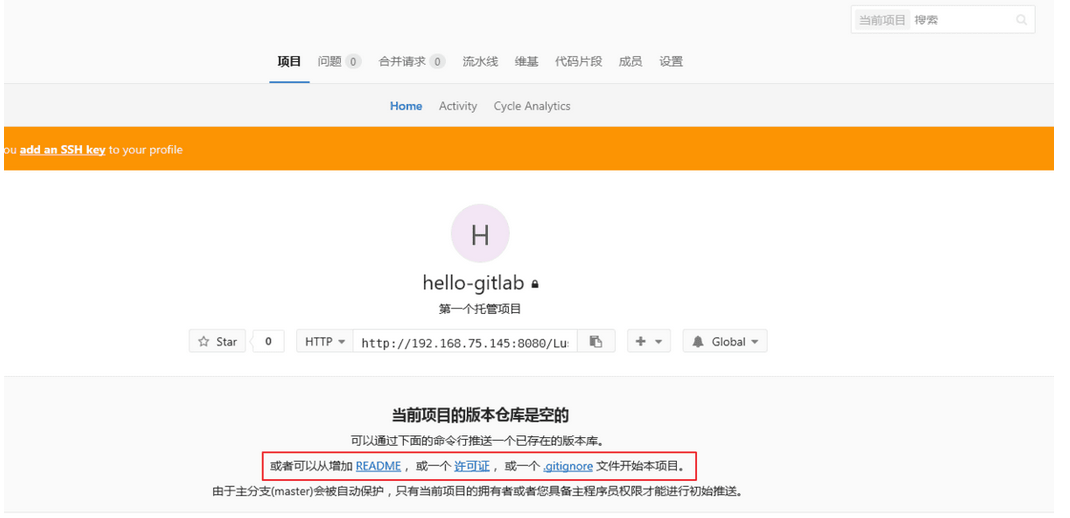 当前项目 搜索
项目 问题 0 合并请求 0 流水线 维基 代码片段 成员 设置
Home Activity Cycle Analytics
ou add an SSH key to your profile
H
hello-gitlab
第一个托管项目
Star 0 HTTP http://192.168.75.145:8080/Lu Global
当前项目的版本仓库是空的
可以通过下面的命令行推送一个已存在的版本库。
或者可以从增加 README ，或一个 许可证 ，或一个 .gitignore 文件开始本项目。
由于主分支(master)会被自动保护，只有当前项目的拥有者或者您具备主程序员权限才能进行初始推送。